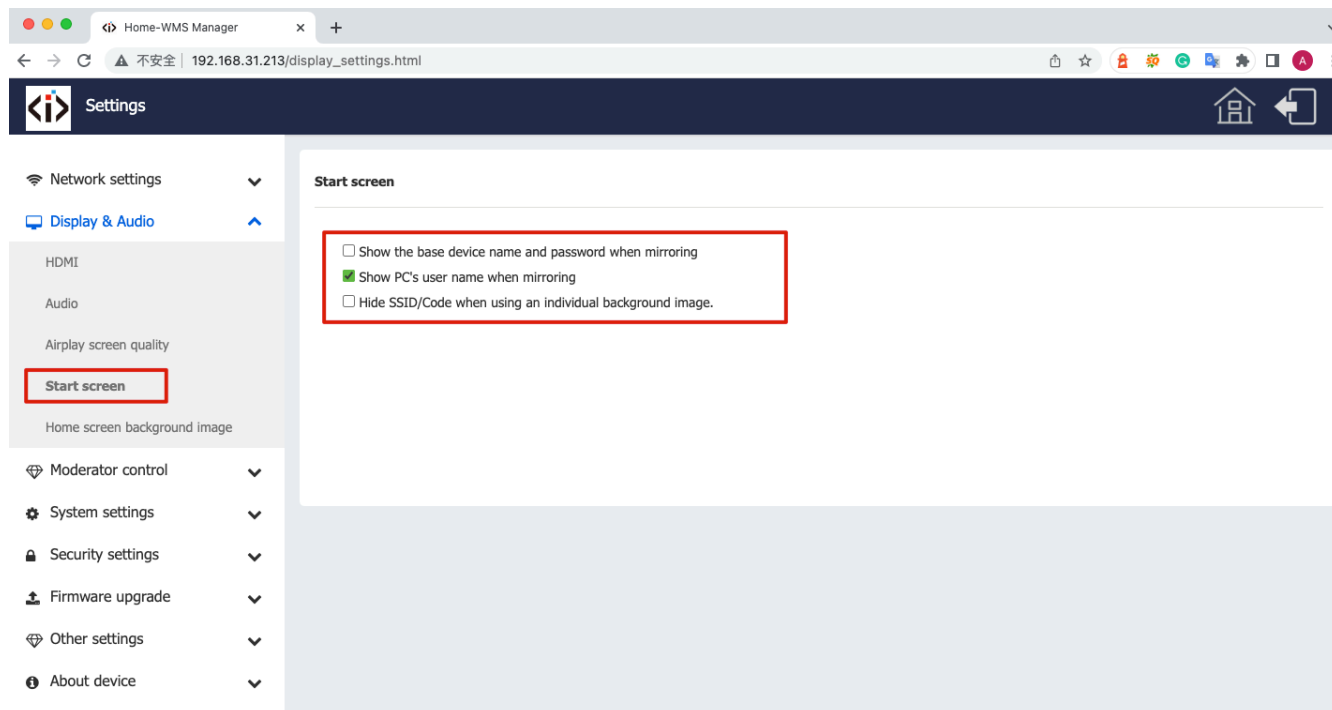 Home-WMS Manager
不安全 192.168.31.213/display_settings.html
A
<i> Settings
Network settings
Display & Audio
HDMI
Audio
Airplay screen quality
Start screen
Home screen background image
Moderator control
System settings
Security settings
Firmware upgrade
Other settings
About device
Start screen
Show the base device name and password when mirroring
Show PC's user name when mirroring
Hide SSID/Code when using an individual background image.